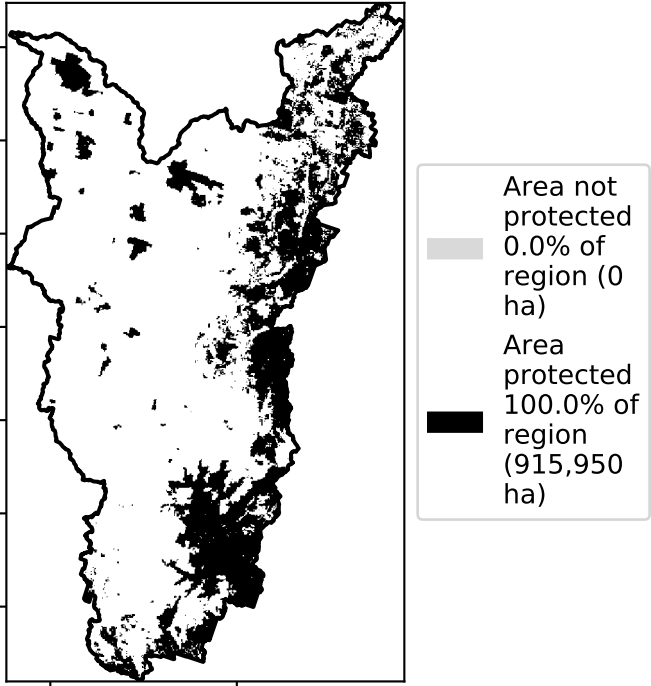 Area not
protected
0.0% of
region (0
ha)
Area
protected
100.0% of
region
(915,950
ha)